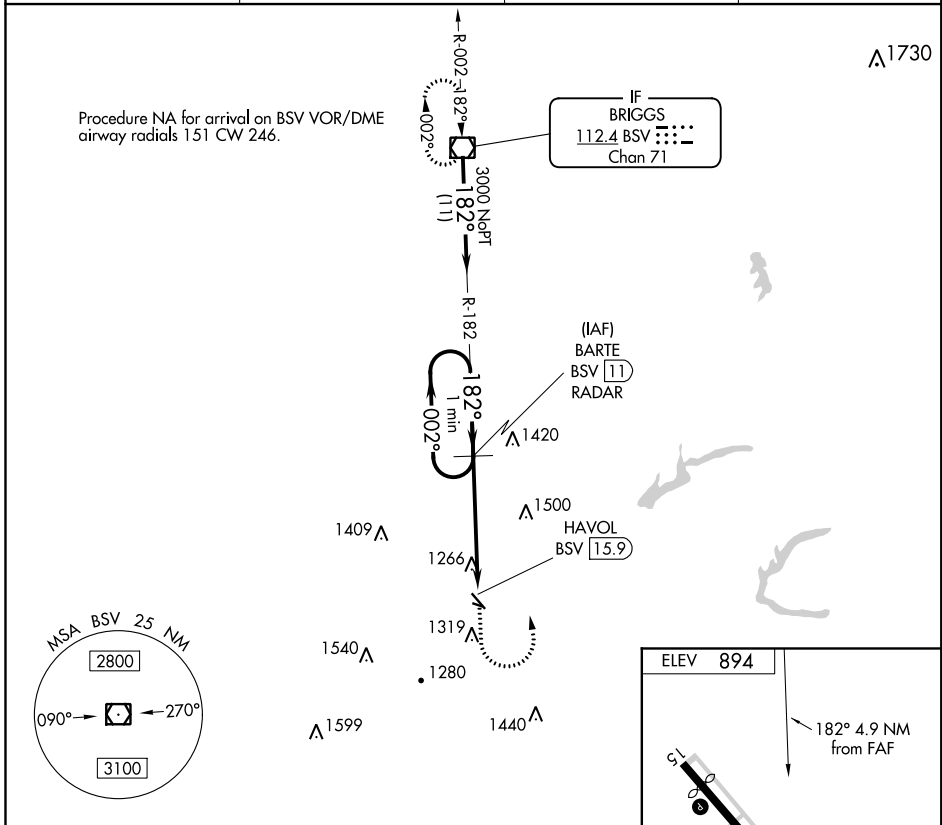 R-002
182°
002°
1730
Procedure NA for arrival on BSV VOR/DME
airway radials 151 CW 246.
IF
BRIGGS
112.4 BSV
Chan 71
3000 NoPT
182°
(11)
R-182
(IAF)
BARTE
BSV 11
RADAR
182°
1 min
002°
1420
1500
1409
HAVOL
BSV 15.9
1266
1319
1540
1280
1599
1440
MSA BSV 25 NM
2800
090°
270°
3100
ELEV 894
182° 4.9 NM
from FAF
15
P